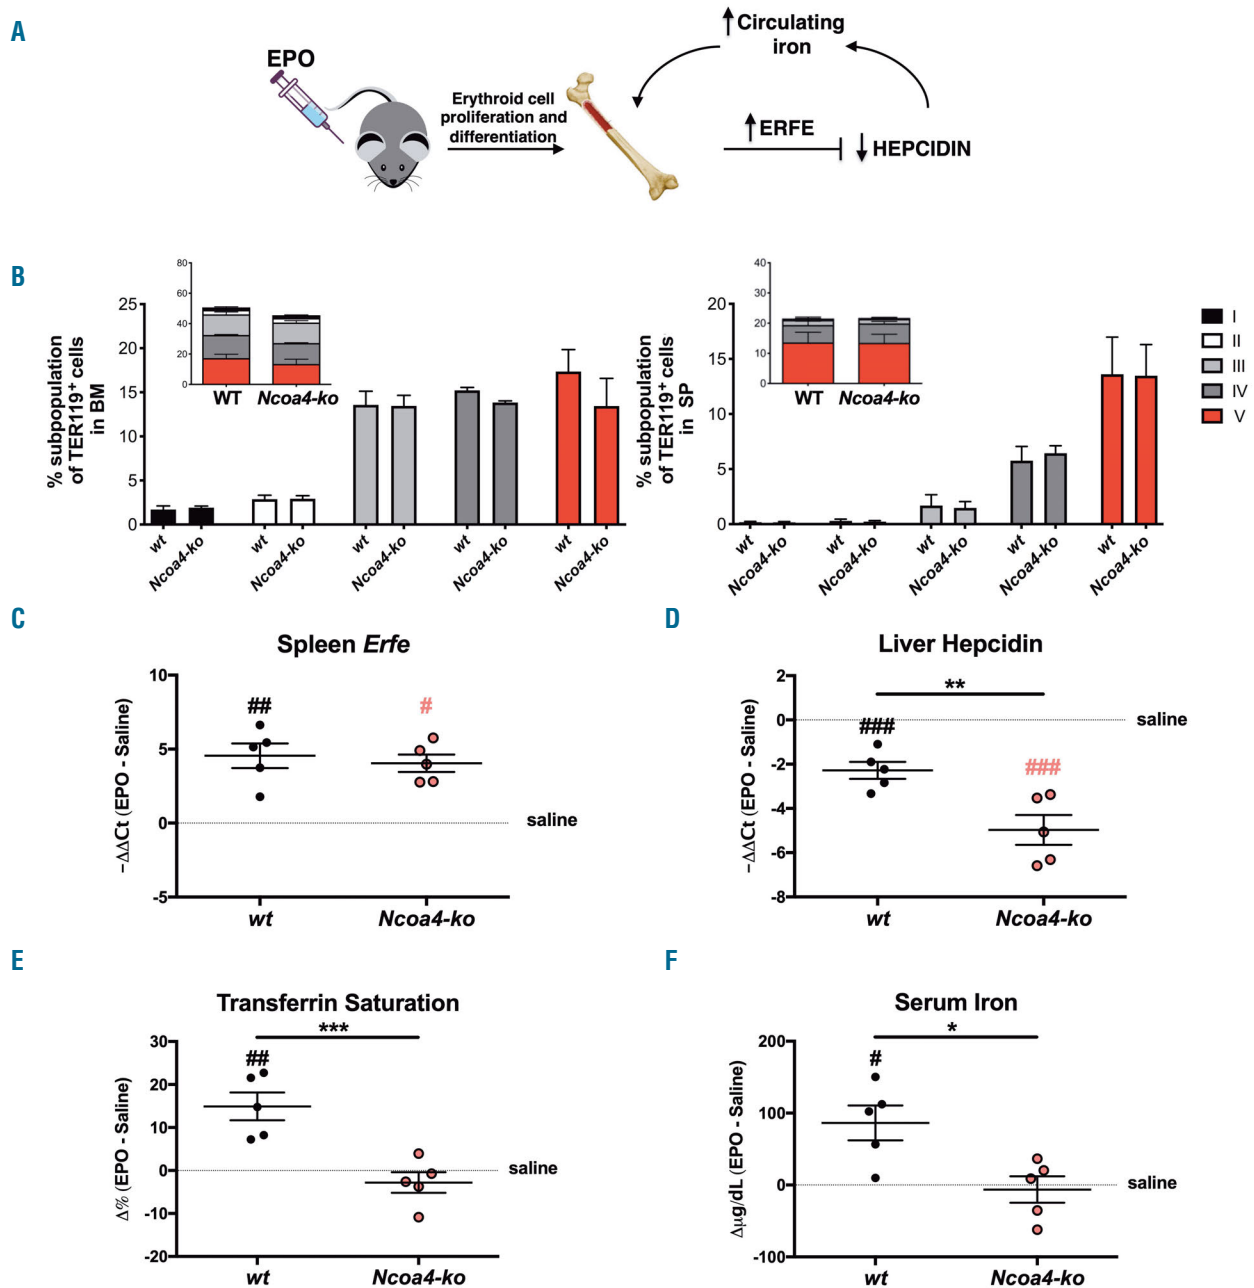 A
EPO
Erythroid cell
proliferation and
differentiation
Circulating
iron
ERFE
HEPCIDIN
B
% subpopulation
of TER119+ cells
in BM
25
20
15
10
5
0
80
60
40
20
0
WT Ncoa4-ko
wt Ncoa4-ko wt Ncoa4-ko wt Ncoa4-ko wt Ncoa4-ko wt Ncoa4-ko
% subpopulation
of TER119+ cells
in SP
20
15
10
5
0
40
30
20
10
0
WT Ncoa4-ko
wt Ncoa4-ko wt Ncoa4-ko wt Ncoa4-ko wt Ncoa4-ko wt Ncoa4-ko
I
II
III
IV
V
C
Spleen Erfe
−ΔΔCt (EPO - Saline)
10
5
0
-5
## #
saline
wt Ncoa4-ko
D
Liver Hepcidin
−ΔΔCt (EPO - Saline)
2
0
-2
-4
-6
-8
**
### ###
saline
wt Ncoa4-ko
E
Transferrin Saturation
Δ% (EPO - Saline)
30
20
10
0
-10
-20
***
##
saline
wt Ncoa4-ko
F
Serum Iron
Δµg/dL (EPO - Saline)
200
100
0
-100
*
#
saline
wt Ncoa4-ko